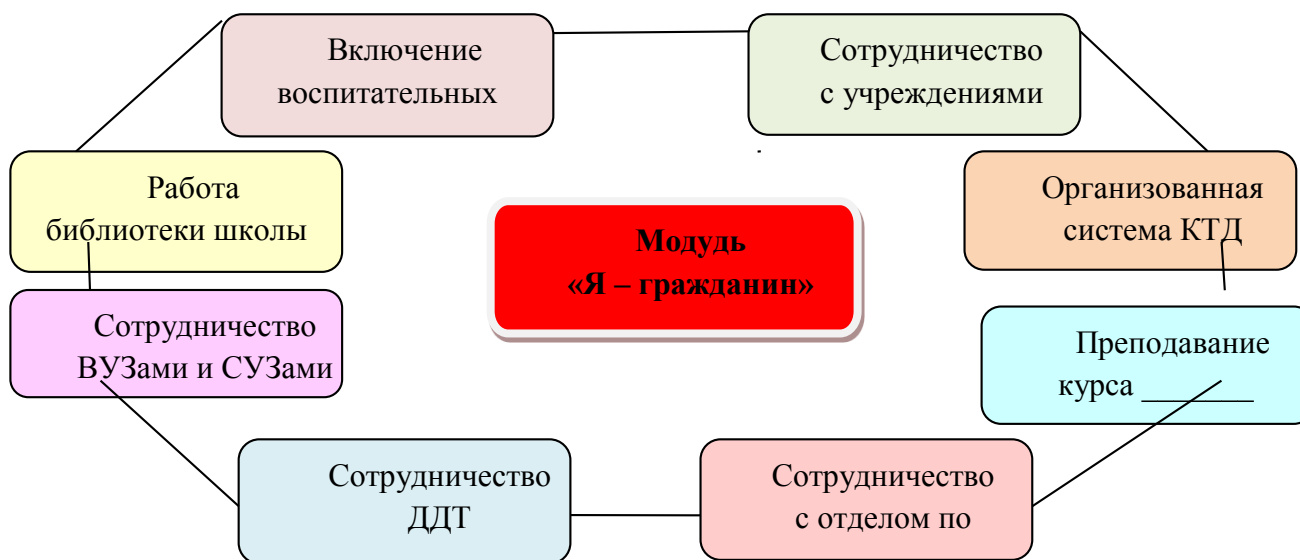 Включение
воспитательных
Сотрудничество
с учреждениями
Работа
библиотеки школы
Организованная
система КТД
Модудь
«Я – гражданин»
Сотрудничество
ВУЗами и СУЗами
Преподавание
курса _______
Сотрудничество
ДДТ
Сотрудничество
с отделом по